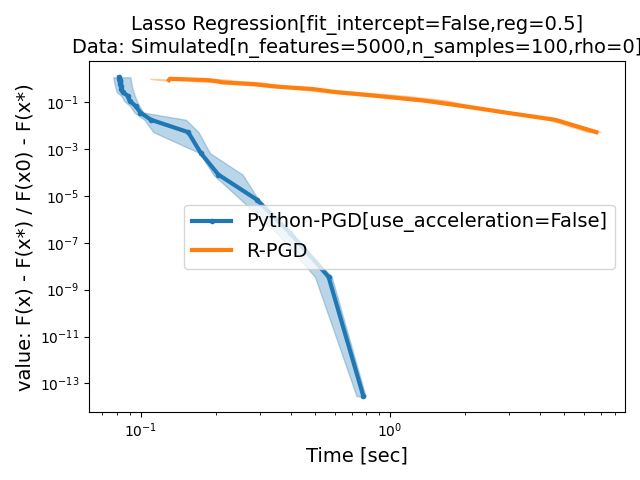 Lasso Regression[fit_intercept=False,reg=0.5]
Data: Simulated[n_features=5000,n_samples=100,rho=0]
value: F(x) - F(x*) / F(x0) - F(x*)
10⁻¹
10⁻³
10⁻⁵
10⁻⁷
10⁻⁹
10⁻¹¹
10⁻¹³
Python-PGD[use_acceleration=False]
R-PGD
10⁻¹ 10⁰
Time [sec]